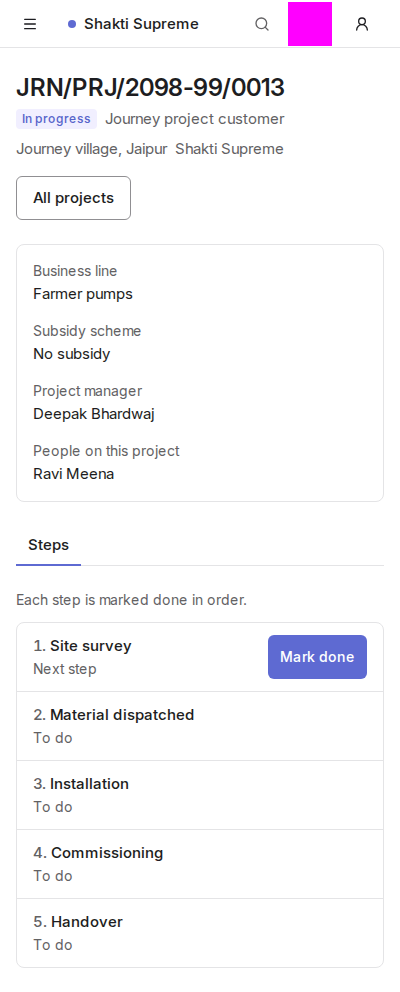 Shakti Supreme
JRN/PRJ/2098-99/0013
In progress Journey project customer
Journey village, Jaipur Shakti Supreme
All projects
Business line
Farmer pumps
Subsidy scheme
No subsidy
Project manager
Deepak Bhardwaj
People on this project
Ravi Meena
Steps
Each step is marked done in order.
1. Site survey
Next step
Mark done
2. Material dispatched
To do
3. Installation
To do
4. Commissioning
To do
5. Handover
To do